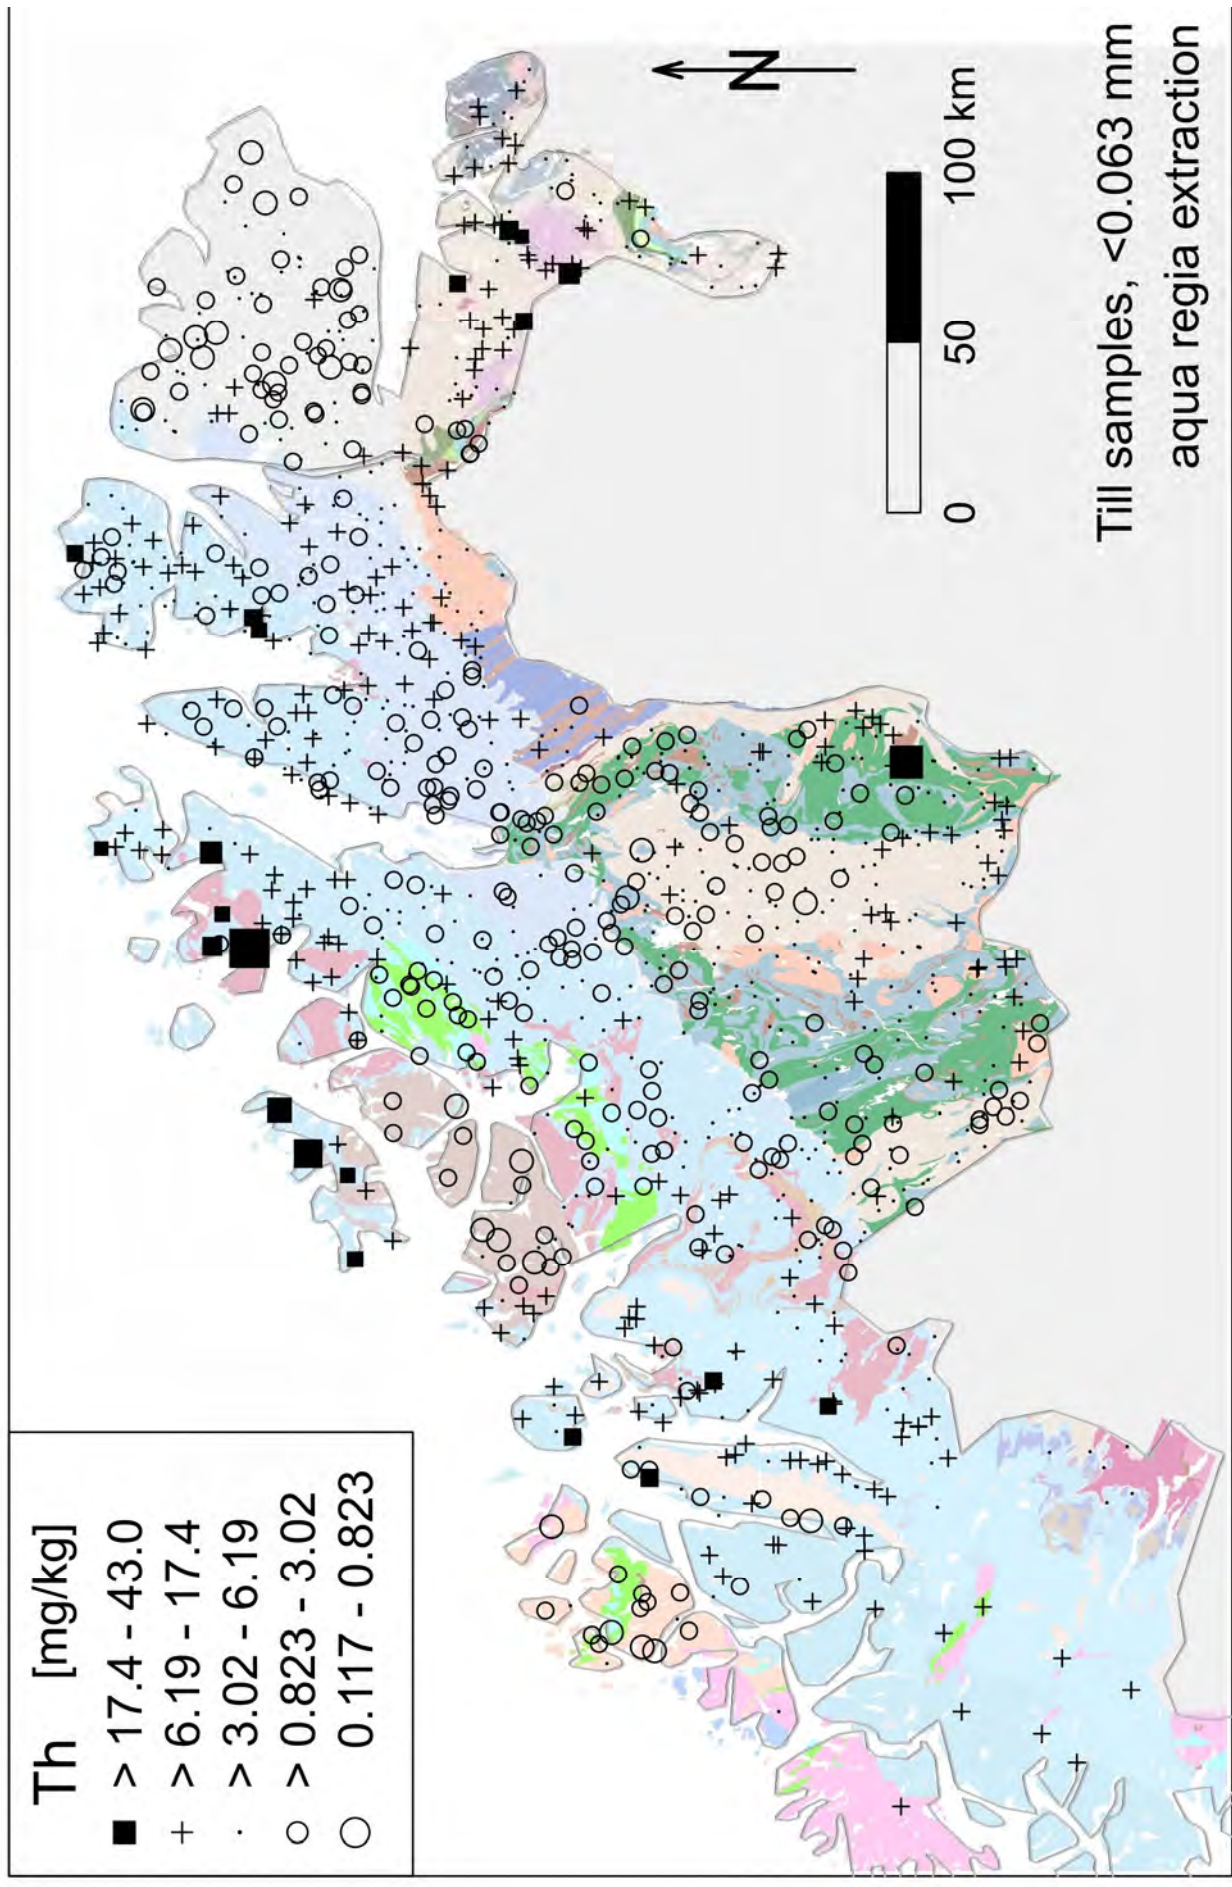 Th [mg/kg]
> 17.4 - 43.0
> 6.19 - 17.4
> 3.02 - 6.19
> 0.823 - 3.02
0.117 - 0.823
N
0 50 100 km
Till samples, <0.063 mm
aqua regia extraction